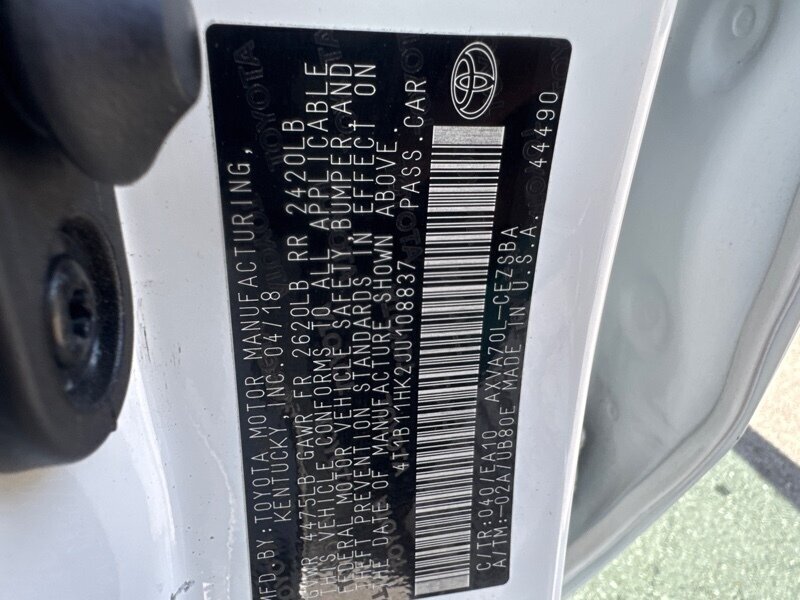 MFD.BY:TOYOTA MOTOR MANUFACTURING,
KENTUCKY, INC.04/18
GVWR 4475LB GAWR FR 2620LB RR 2420LB
THIS VEHICLE CONFORMS TO ALL APPLICABLE
FEDERAL MOTOR VEHICLE SAFETY, BUMPER, AND
THEFT PREVENTION STANDARDS IN EFFECT ON
THE DATE OF MANUFACTURE SHOWN ABOVE.
PASS.CAR
C/TR:040/EA10 AXVA70L-CEZSBA
A/TM:-02A/UB80E MADE IN U.S.A. 44490